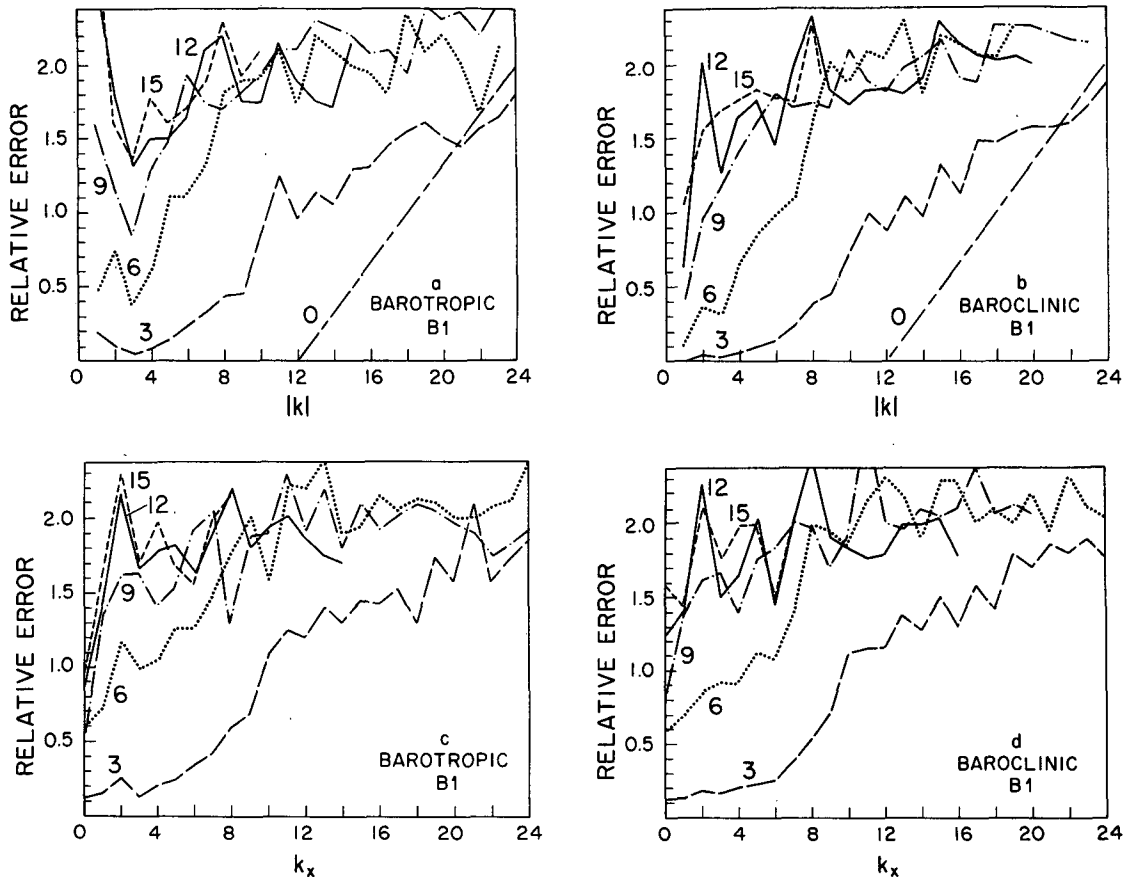 RELATIVE ERROR
2.0
1.5
1.0
0.5
12
15
9
6
3
0
a
BAROTROPIC
B1
0 4 8 12 16 20 24
|k|
RELATIVE ERROR
2.0
1.5
1.0
0.5
12
15
9
6
3
0
b
BAROCLINIC
B1
0 4 8 12 16 20 24
|k|
RELATIVE ERROR
2.0
1.5
1.0
0.5
15
12
9
6
3
c
BAROTROPIC
B1
0 4 8 12 16 20 24
kx
RELATIVE ERROR
2.0
1.5
1.0
0.5
12
15
9
6
3
d
BAROCLINIC
B1
0 4 8 12 16 20 24
kx